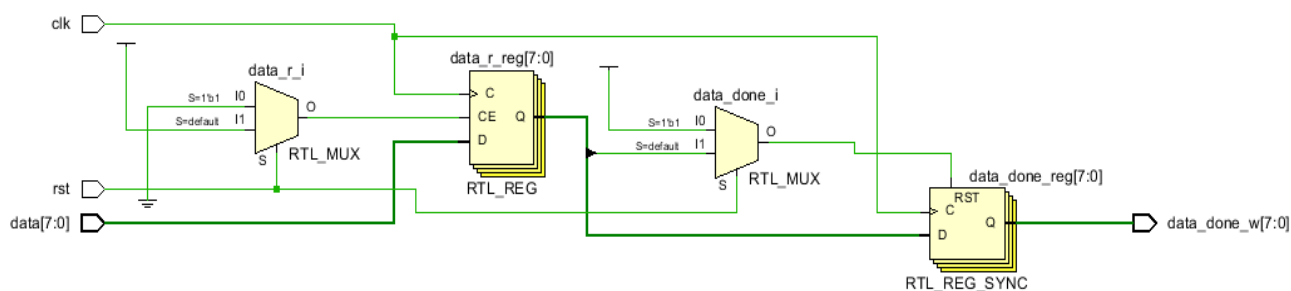 clk
data_r_i
S=1'b1 I0
S=default I1
O
S
RTL_MUX
data_r_reg[7:0]
C
CE
D
Q
RTL_REG
data_done_i
S=1'b1 I0
S=default I1
O
S
RTL_MUX
data_done_reg[7:0]
RST
C
D
Q
RTL_REG_SYNC
rst
data[7:0]
data_done_w[7:0]